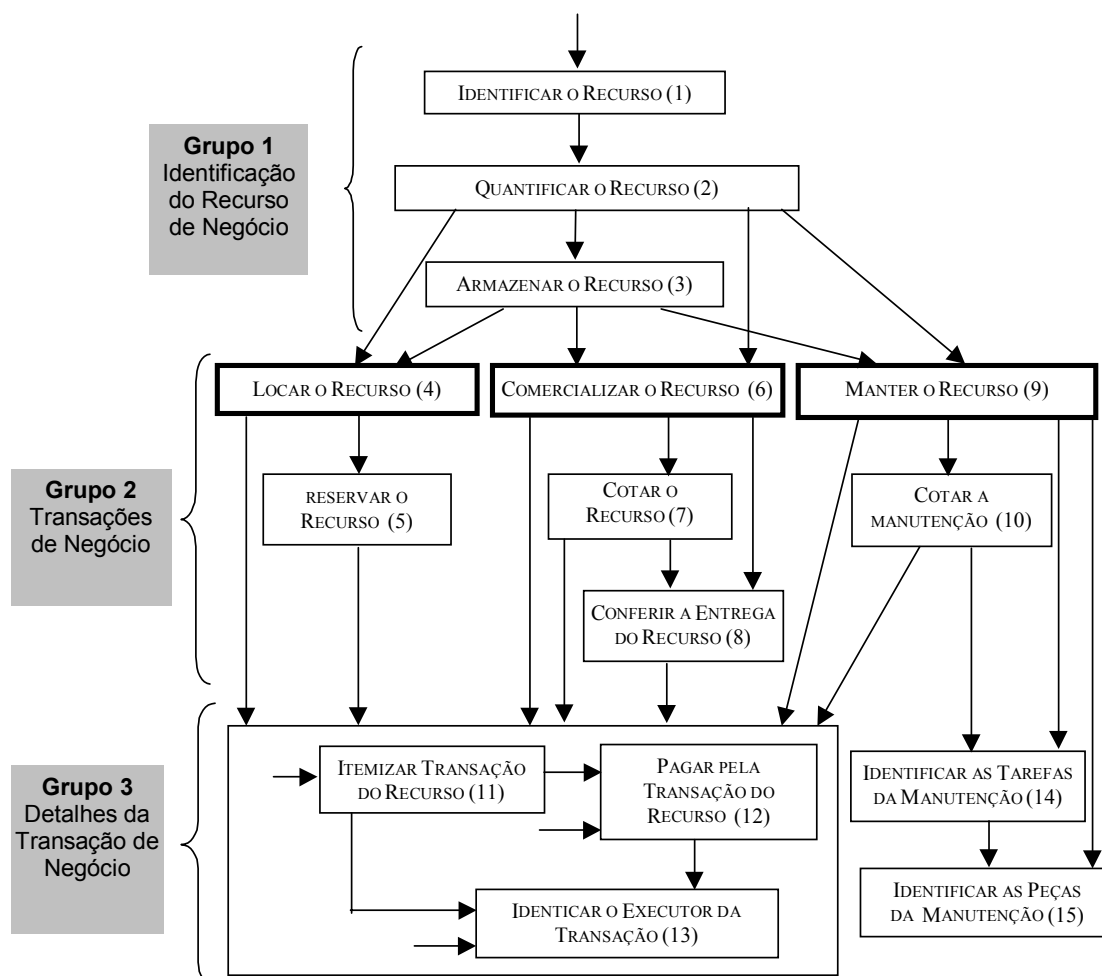 IDENTIFICAR O RECURSO (1)
Grupo 1
Identificação
do Recurso
de Negócio
QUANTIFICAR O RECURSO (2)
ARMAZENAR O RECURSO (3)
LOCAR O RECURSO (4)
COMERCIALIZAR O RECURSO (6)
MANTER O RECURSO (9)
Grupo 2
Transações
de Negócio
RESERVAR O
RECURSO (5)
COTAR O
RECURSO (7)
COTAR A
MANUTENÇÃO (10)
CONFERIR A ENTREGA
DO RECURSO (8)
Grupo 3
Detalhes da
Transação de
Negócio
ITEMIZAR TRANSAÇÃO
DO RECURSO (11)
PAGAR PELA
TRANSAÇÃO DO
RECURSO (12)
IDENTIFICAR AS TAREFAS
DA MANUTENÇÃO (14)
IDENTICAR O EXECUTOR DA
TRANSAÇÃO (13)
IDENTIFICAR AS PEÇAS
DA MANUTENÇÃO (15)